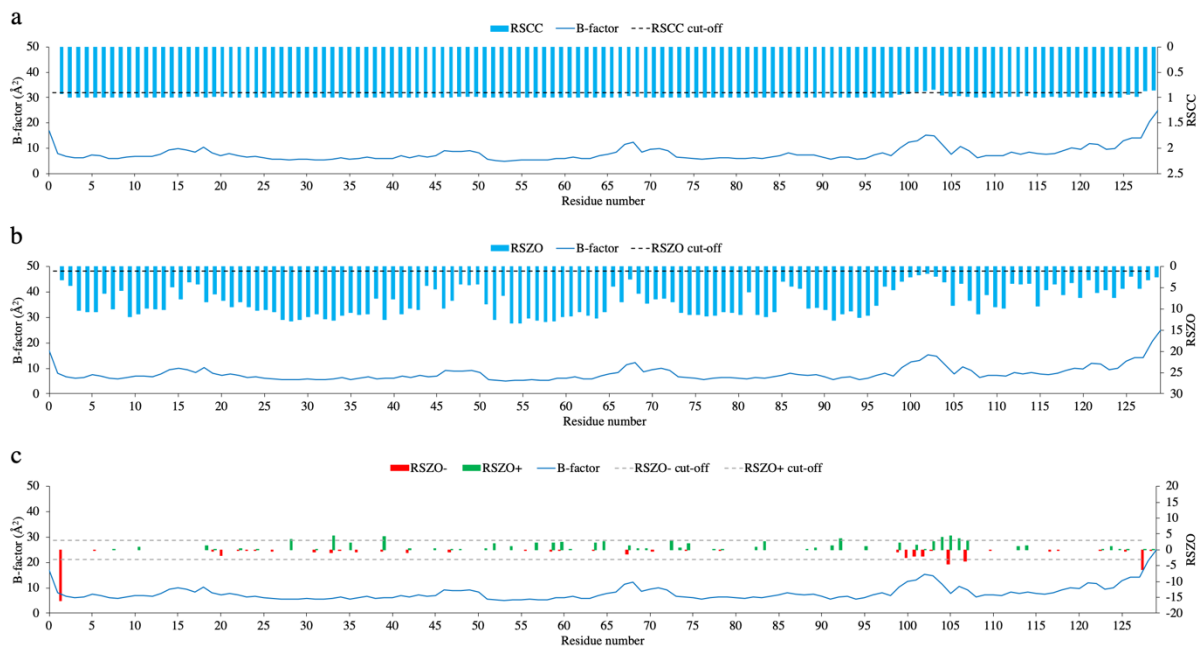 a
RSCC B-factor RSCC cut-off
50 40 30 20 10 0
B-factor (Å²)
0 0.5 1 1.5 2 2.5
RSCC
0 5 10 15 20 25 30 35 40 45 50 55 60 65 70 75 80 85 90 95 100 105 110 115 120 125
Residue number
b
RSZO B-factor RSZO cut-off
50 40 30 20 10 0
B-factor (Å²)
0 5 10 15 20 25 30
RSZO
0 5 10 15 20 25 30 35 40 45 50 55 60 65 70 75 80 85 90 95 100 105 110 115 120 125
Residue number
c
RSZO- RSZO+ B-factor RSZO- cut-off RSZO+ cut-off
50 40 30 20 10 0
B-factor (Å²)
20 15 10 5 0 -5 -10 -15 -20
RSZO
0 5 10 15 20 25 30 35 40 45 50 55 60 65 70 75 80 85 90 95 100 105 110 115 120 125
Residue number